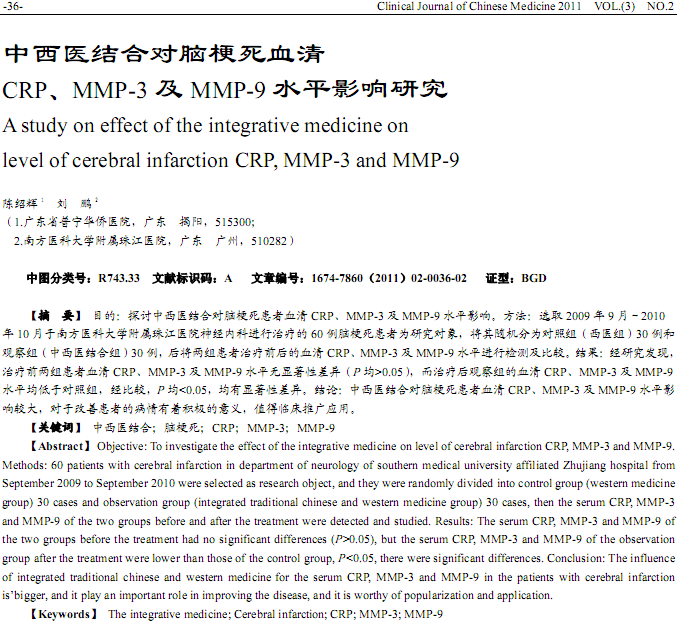 -36- Clinical Journal of Chinese Medicine 2011 VOL.(3) NO.2
中西医结合对脑梗死血清
CRP、MMP-3 及 MMP-9 水平影响研究
A study on effect of the integrative medicine on
level of cerebral infarction CRP, MMP-3 and MMP-9
陈绍辉1 刘 鹏2
（1.广东省普宁华侨医院，广东 揭阳，515300;
2.南方医科大学附属珠江医院，广东 广州，510282）
中图分类号：R743.33 文献标识码：A 文章编号：1674-7860（2011）02-0036-02 证型：BGD
【摘 要】目的：探讨中西医结合对脑梗死患者血清 CRP、MMP-3 及 MMP-9 水平影响。方法：选取 2009 年 9 月－2010
年 10 月于南方医科大学附属珠江医院神经内科进行治疗的 60 例脑梗死患者为研究对象，将其随机分为对照组（西医组）30 例和
观察组（中西医结合组）30 例，后将两组患者治疗前后的血清 CRP、MMP-3 及 MMP-9 水平进行检测及比较。结果：经研究发现，
治疗前两组患者血清 CRP、MMP-3 及 MMP-9 水平无显著性差异（P 均>0.05），而治疗后观察组的血清 CRP、MMP-3 及 MMP-9
水平均低于对照组，经比较，P 均<0.05，均有显著性差异。结论：中西医结合对脑梗死患者血清 CRP、MMP-3 及 MMP-9 水平影
响较大，对于改善患者的病情有着积极的意义，值得临床推广应用。
【关键词】中西医结合；脑梗死；CRP；MMP-3；MMP-9
【Abstract】Objective: To investigate the effect of the integrative medicine on level of cerebral infarction CRP, MMP-3 and MMP-9.
Methods: 60 patients with cerebral infarction in department of neurology of southern medical university affiliated Zhujiang hospital from
September 2009 to September 2010 were selected as research object, and they were randomly divided into control group (western medicine
group) 30 cases and observation group (integrated traditional chinese and western medicine group) 30 cases, then the serum CRP, MMP-3
and MMP-9 of the two groups before and after the treatment were detected and studied. Results: The serum CRP, MMP-3 and MMP-9 of
the two groups before the treatment had no significant differences (P>0.05), but the serum CRP, MMP-3 and MMP-9 of the observation
group after the treatment were lower than those of the control group, P<0.05, there were significant differences. Conclusion: The influence
of integrated traditional chinese and western medicine for the serum CRP, MMP-3 and MMP-9 in the patients with cerebral infarction
is'bigger, and it play an important role in improving the disease, and it is worthy of popularization and application.
【Keywords】 The integrative medicine; Cerebral infarction; CRP; MMP-3; MMP-9